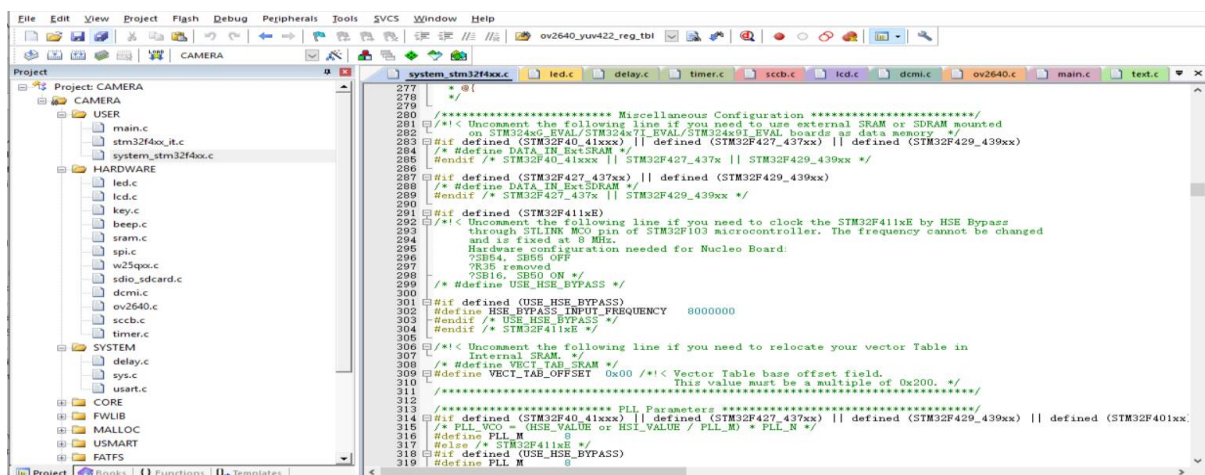 File Edit View Project Flash Debug Peripherals Tools SVCS Window Help
ov2640_yuv422_reg_tbl
CAMERA
Project
Project: CAMERA
CAMERA
USER
main.c
stm32f4xx_it.c
system_stm32f4xx.c
HARDWARE
led.c
lcd.c
key.c
beep.c
sram.c
spi.c
w25qxx.c
sdio_sdcard.c
dcmi.c
ov2640.c
sccb.c
timer.c
SYSTEM
delay.c
sys.c
usart.c
CORE
FWLIB
MALLOC
USMART
FATFS
Project Books {} Functions Templates
system_stm32f4xx.c led.c delay.c timer.c sccb.c lcd.c dcmi.c ov2640.c main.c text.c
277 * @{
278 */
279
280 /************************* Miscellaneous Configuration ************************/
281 /*!< Uncomment the following line if you need to use external SRAM or SDRAM mounted
282 on STM324xG_EVAL/STM324x7I_EVAL/STM324x9I_EVAL boards as data memory */
283 #if defined (STM32F40_41xxx) || defined (STM32F427_437xx) || defined (STM32F429_439xx)
284 /* #define DATA_IN_ExtSRAM */
285 #endif /* STM32F40_41xxx || STM32F427_437x || STM32F429_439xx */
286
287 #if defined (STM32F427_437xx) || defined (STM32F429_439xx)
288 /* #define DATA_IN_ExtSDRAM */
289 #endif /* STM32F427_437x || STM32F429_439xx */
290
291 #if defined (STM32F411xE)
292 /*!< Uncomment the following line if you need to clock the STM32F411xE by HSE Bypass
293 through STLINK MCO pin of STM32F103 microcontroller. The frequency cannot be changed
294 and is fixed at 8 MHz.
295 Hardware configuration needed for Nucleo Board:
296 ?SB54, SB55 OFF
297 ?R35 removed
298 ?SB16, SB50 ON */
299 /* #define USE_HSE_BYPASS */
300
301 #if defined (USE_HSE_BYPASS)
302 #define HSE_BYPASS_INPUT_FREQUENCY 8000000
303 #endif /* USE_HSE_BYPASS */
304 #endif /* STM32F411xE */
305
306 /*!< Uncomment the following line if you need to relocate your vector Table in
307 Internal SRAM. */
308 /* #define VECT_TAB_SRAM */
309 #define VECT_TAB_OFFSET 0x00 /*!< Vector Table base offset field.
310 This value must be a multiple of 0x200. */
311 /******************************************************************************/
312
313 /************************* PLL Parameters *************************************/
314 #if defined (STM32F40_41xxx) || defined (STM32F427_437xx) || defined (STM32F429_439xx) || defined (STM32F401xx)
315 /* PLL_VCO = (HSE_VALUE or HSI_VALUE / PLL_M) * PLL_N */
316 #define PLL_M 8
317 #else /* STM32F411xE */
318 #if defined (USE_HSE_BYPASS)
319 #define PLL_M 8